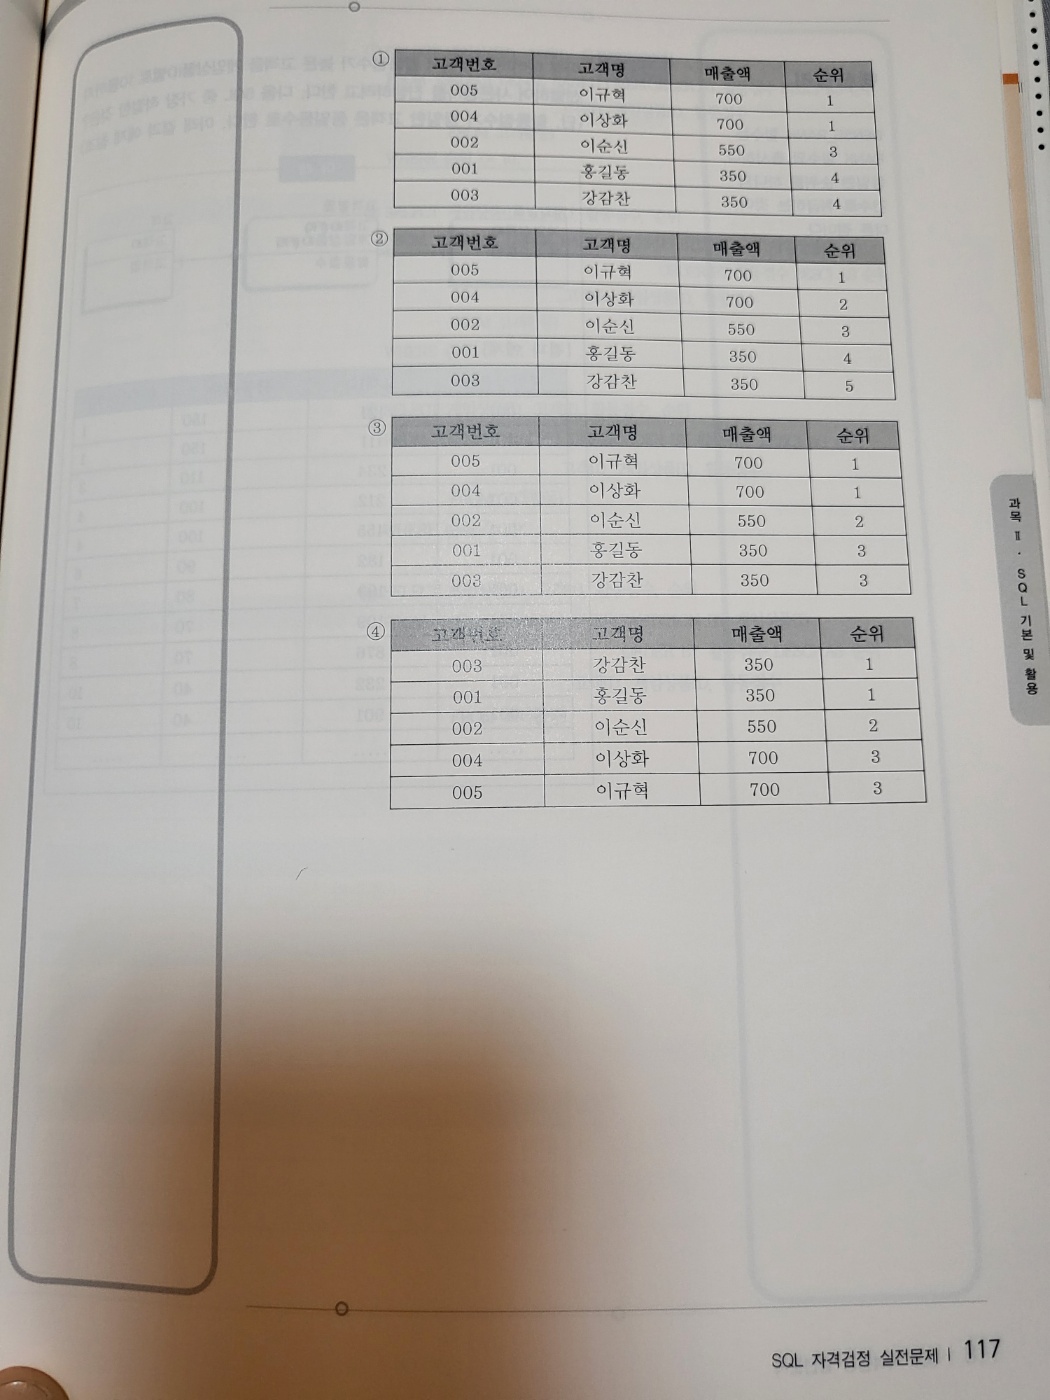 ① 고객번호 고객명 매출액 순위
005 이규혁 700 1
004 이상화 700 1
002 이순신 550 3
001 홍길동 350 4
003 강감찬 350 4
② 고객번호 고객명 매출액 순위
005 이규혁 700 1
004 이상화 700 2
002 이순신 550 3
001 홍길동 350 4
003 강감찬 350 5
③ 고객번호 고객명 매출액 순위
005 이규혁 700 1
004 이상화 700 1
002 이순신 550 2
001 홍길동 350 3
003 강감찬 350 3
④ 고객번호 고객명 매출액 순위
003 강감찬 350 1
001 홍길동 350 1
002 이순신 550 2
004 이상화 700 3
005 이규혁 700 3
과목 Ⅱ · SQL 기본 및 활용
SQL 자격검정 실전문제 | 117